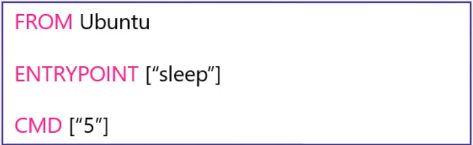 FROM Ubuntu
ENTRYPOINT [“sleep”]
CMD [“5”]